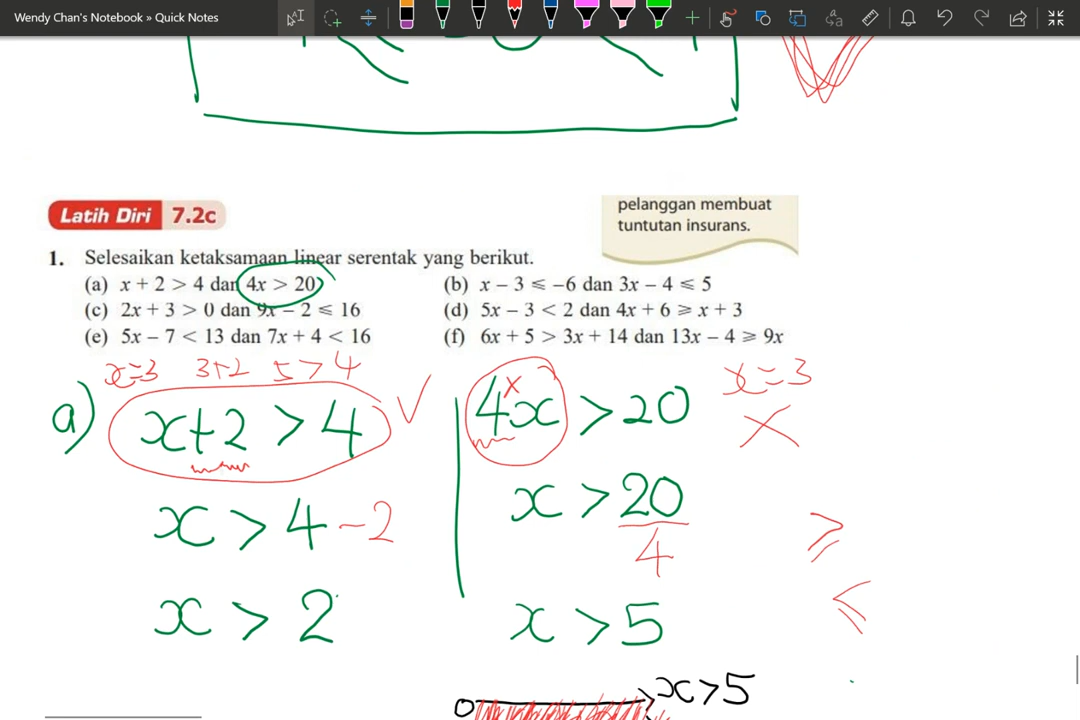 Wendy Chan's Notebook » Quick Notes
pelanggan membuat
tuntutan insurans.
Latih Diri 7.2c
1. Selesaikan ketaksamaan linear serentak yang berikut.
(a) x + 2 > 4 dan 4x > 20 (b) x − 3 ⩽ −6 dan 3x − 4 ⩽ 5
(c) 2x + 3 > 0 dan 9x − 2 ⩽ 16 (d) 5x − 3 < 2 dan 4x + 6 ⩾ x + 3
(e) 5x − 7 < 13 dan 7x + 4 < 16 (f) 6x + 5 > 3x + 14 dan 13x − 4 ⩾ 9x
x=3 3+2 5 > 4
x 3 x=3
a) x+2 > 4 ✓ 4x > 20 ×
x > 4 -2 x > 20/4
⩾
⩽
x > 2 x > 5
x>5